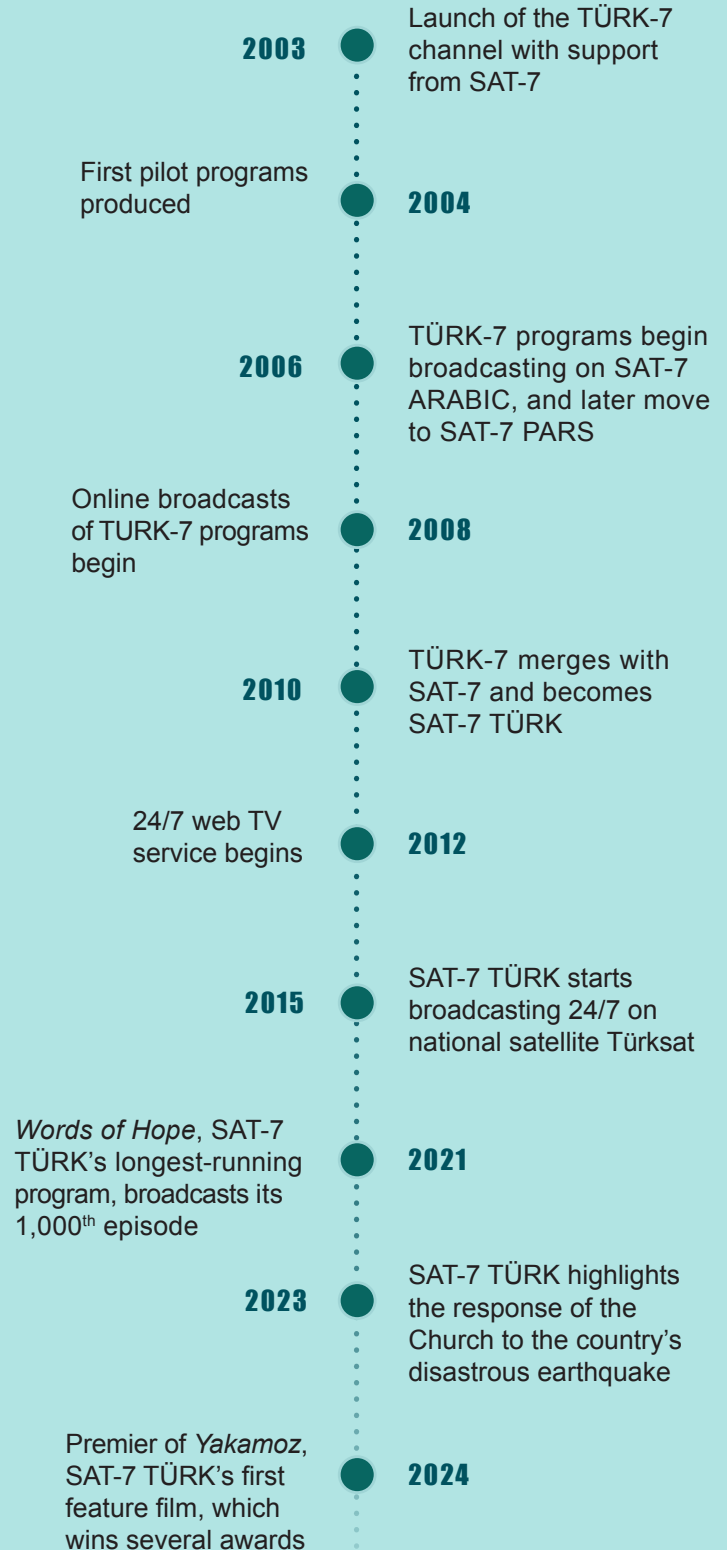 2003
Launch of the TÜRK-7
channel with support
from SAT-7
First pilot programs
produced
2004
2006
TÜRK-7 programs begin
broadcasting on SAT-7
ARABIC, and later move
to SAT-7 PARS
Online broadcasts
of TURK-7 programs
begin
2008
2010
TÜRK-7 merges with
SAT-7 and becomes
SAT-7 TÜRK
24/7 web TV
service begins
2012
2015
SAT-7 TÜRK starts
broadcasting 24/7 on
national satellite Türksat
Words of Hope, SAT-7
TÜRK’s longest-running
program, broadcasts its
1,000th episode
2021
2023
SAT-7 TÜRK highlights
the response of the
Church to the country’s
disastrous earthquake
Premier of Yakamoz,
SAT-7 TÜRK’s first
feature film, which
wins several awards
2024